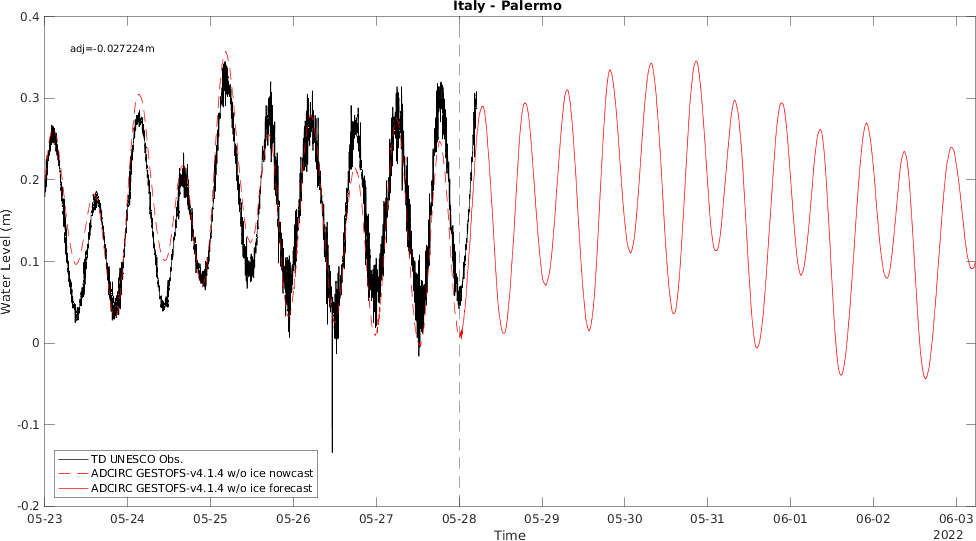 Italy - Palermo
adj=-0.027224m
0.4
0.3
0.2
0.1
0
-0.1
-0.2
Water Level (m)
TD UNESCO Obs.
ADCIRC GESTOFS-v4.1.4 w/o ice nowcast
ADCIRC GESTOFS-v4.1.4 w/o ice forecast
05-23 05-24 05-25 05-26 05-27 05-28 05-29 05-30 05-31 06-01 06-02 06-03
Time
2022